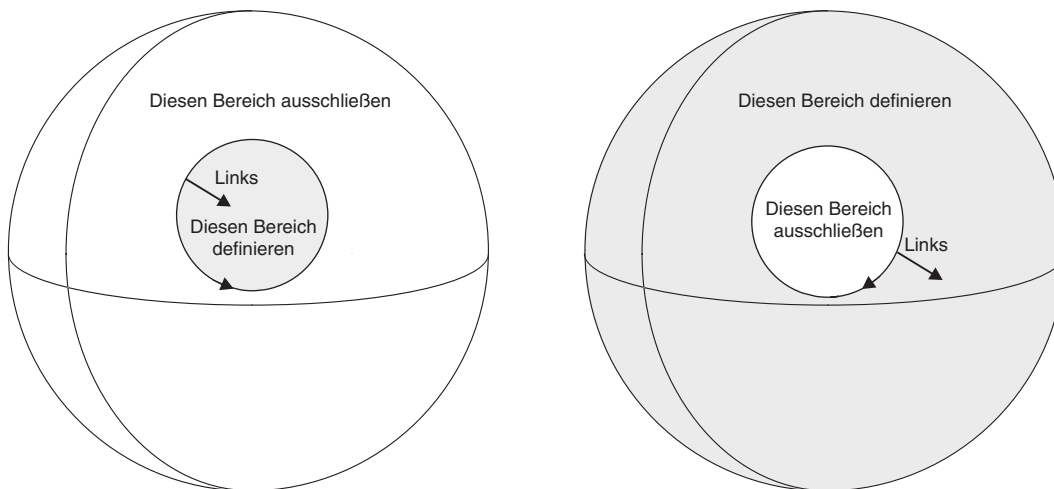 Diesen Bereich ausschließen
Links
Diesen Bereich
definieren
Diesen Bereich definieren
Diesen Bereich
ausschließen
Links